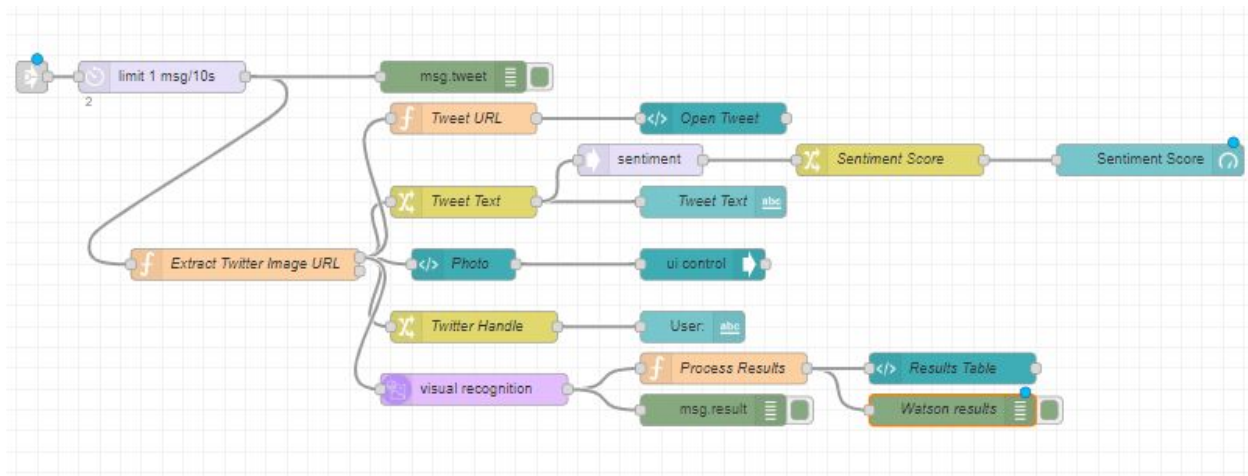 limit 1 msg/10s
2
msg.tweet
Tweet URL
Open Tweet
sentiment
Sentiment Score
Sentiment Score
Tweet Text
Tweet Text
abc
Extract Twitter Image URL
Photo
ui control
Twitter Handle
User:
abc
visual recognition
Process Results
Results Table
msg.result
Watson results